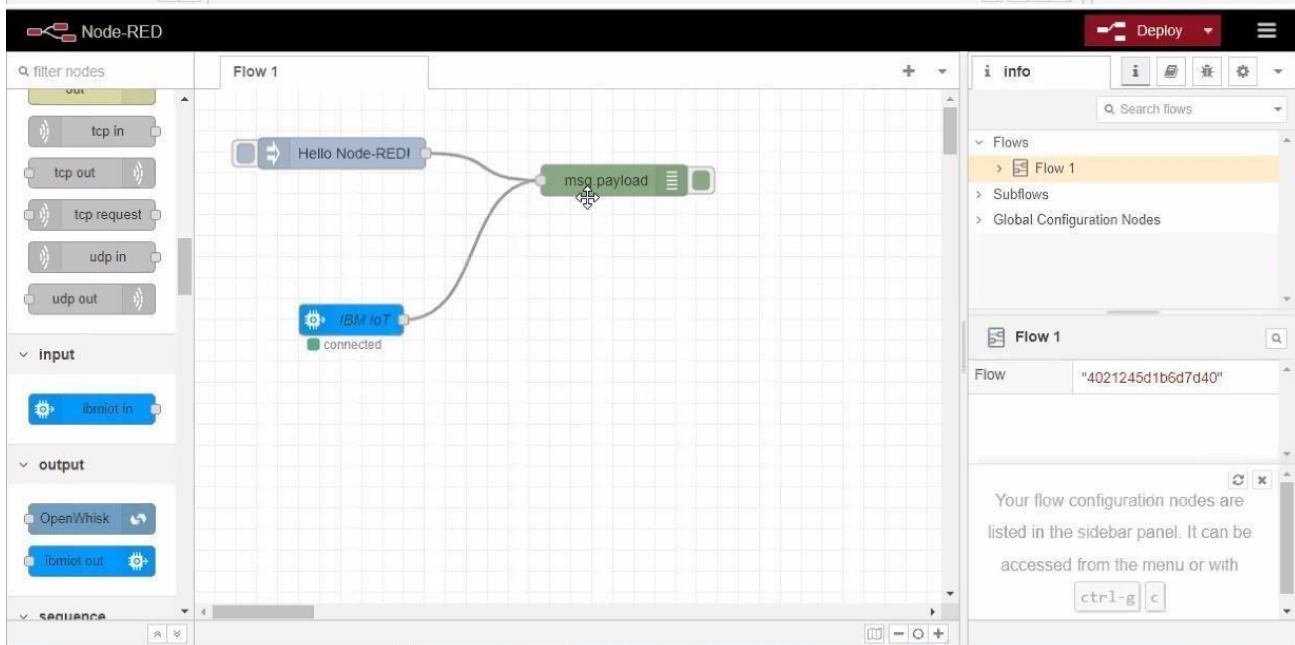 Node-RED
Deploy
filter nodes
Flow 1
out
tcp in
tcp out
tcp request
udp in
udp out
input
ibmiot in
output
OpenWhisk
ibmiot out
sequence
Hello Node-RED!
msg.payload
IBM IoT
connected
i info
i
Search flows
Flows
Flow 1
Subflows
Global Configuration Nodes
Flow 1
Flow "4021245d1b6d7d40"
Your flow configuration nodes are
listed in the sidebar panel. It can be
accessed from the menu or with
ctrl-g c